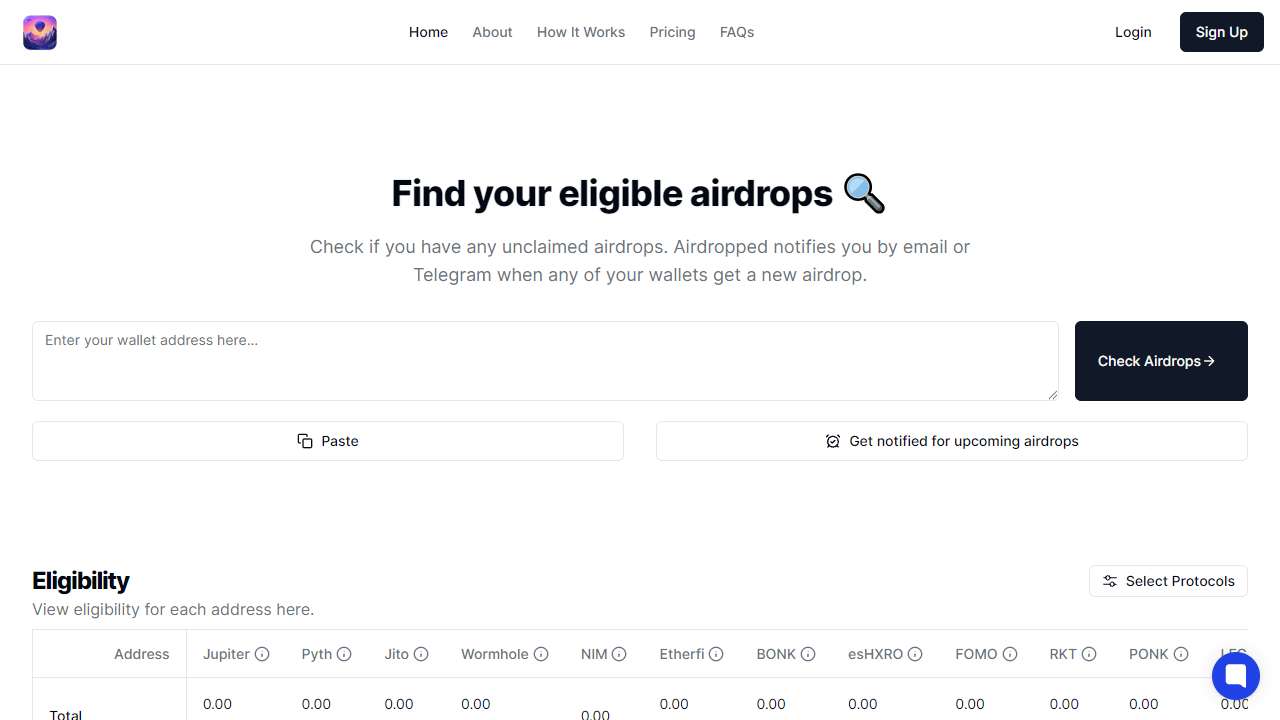 Home About How It Works Pricing FAQs Login Sign Up
Find your eligible airdrops
Check if you have any unclaimed airdrops. Airdropped notifies you by email or
Telegram when any of your wallets get a new airdrop.
Enter your wallet address here...
Check Airdrops
Paste
Get notified for upcoming airdrops
Eligibility
Select Protocols
View eligibility for each address here.
Address Jupiter Pyth Jito Wormhole NIM Etherfi BONK esHXRO FOMO RKT PONK
Total 0.00 0.00 0.00 0.00 0.00 0.00 0.00 0.00 0.00 0.00 0.00